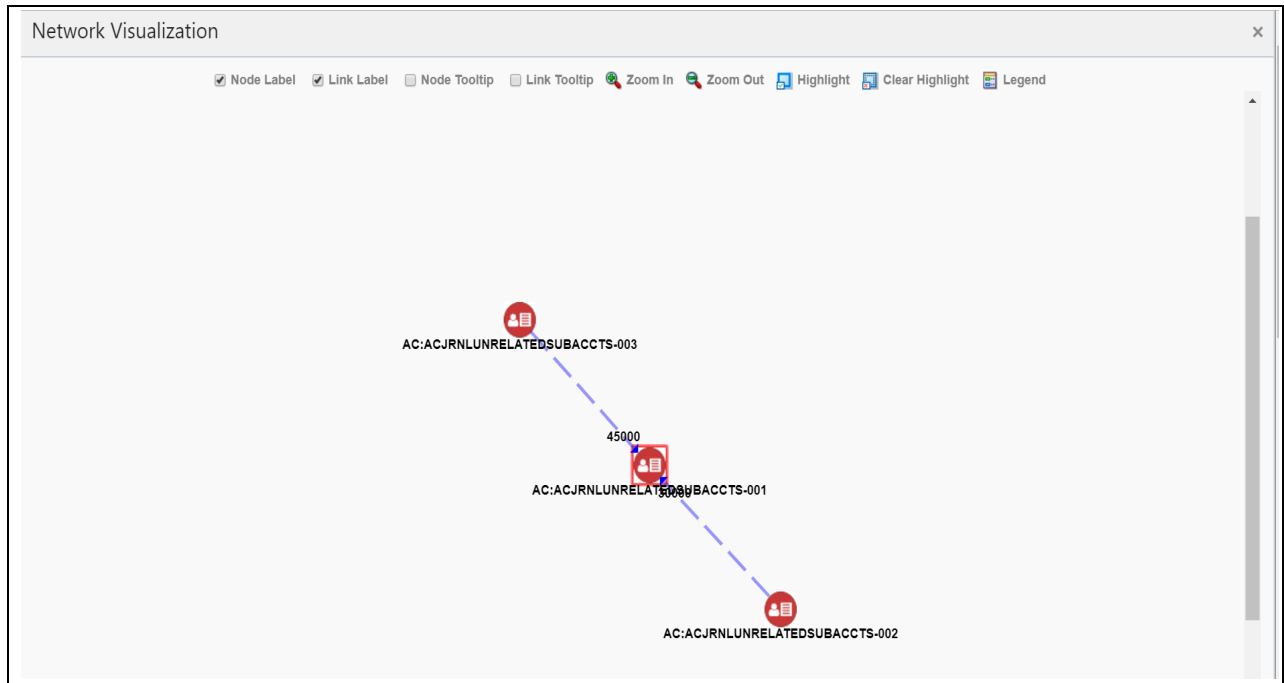 Network Visualization
Node Label Link Label Node Tooltip Link Tooltip Zoom In Zoom Out Highlight Clear Highlight Legend
AC:ACJRNLUNRELATEDSUBACCTS-003
45000
AC:ACJRNLUNRELATEDSUBACCTS-001
AC:ACJRNLUNRELATEDSUBACCTS-002